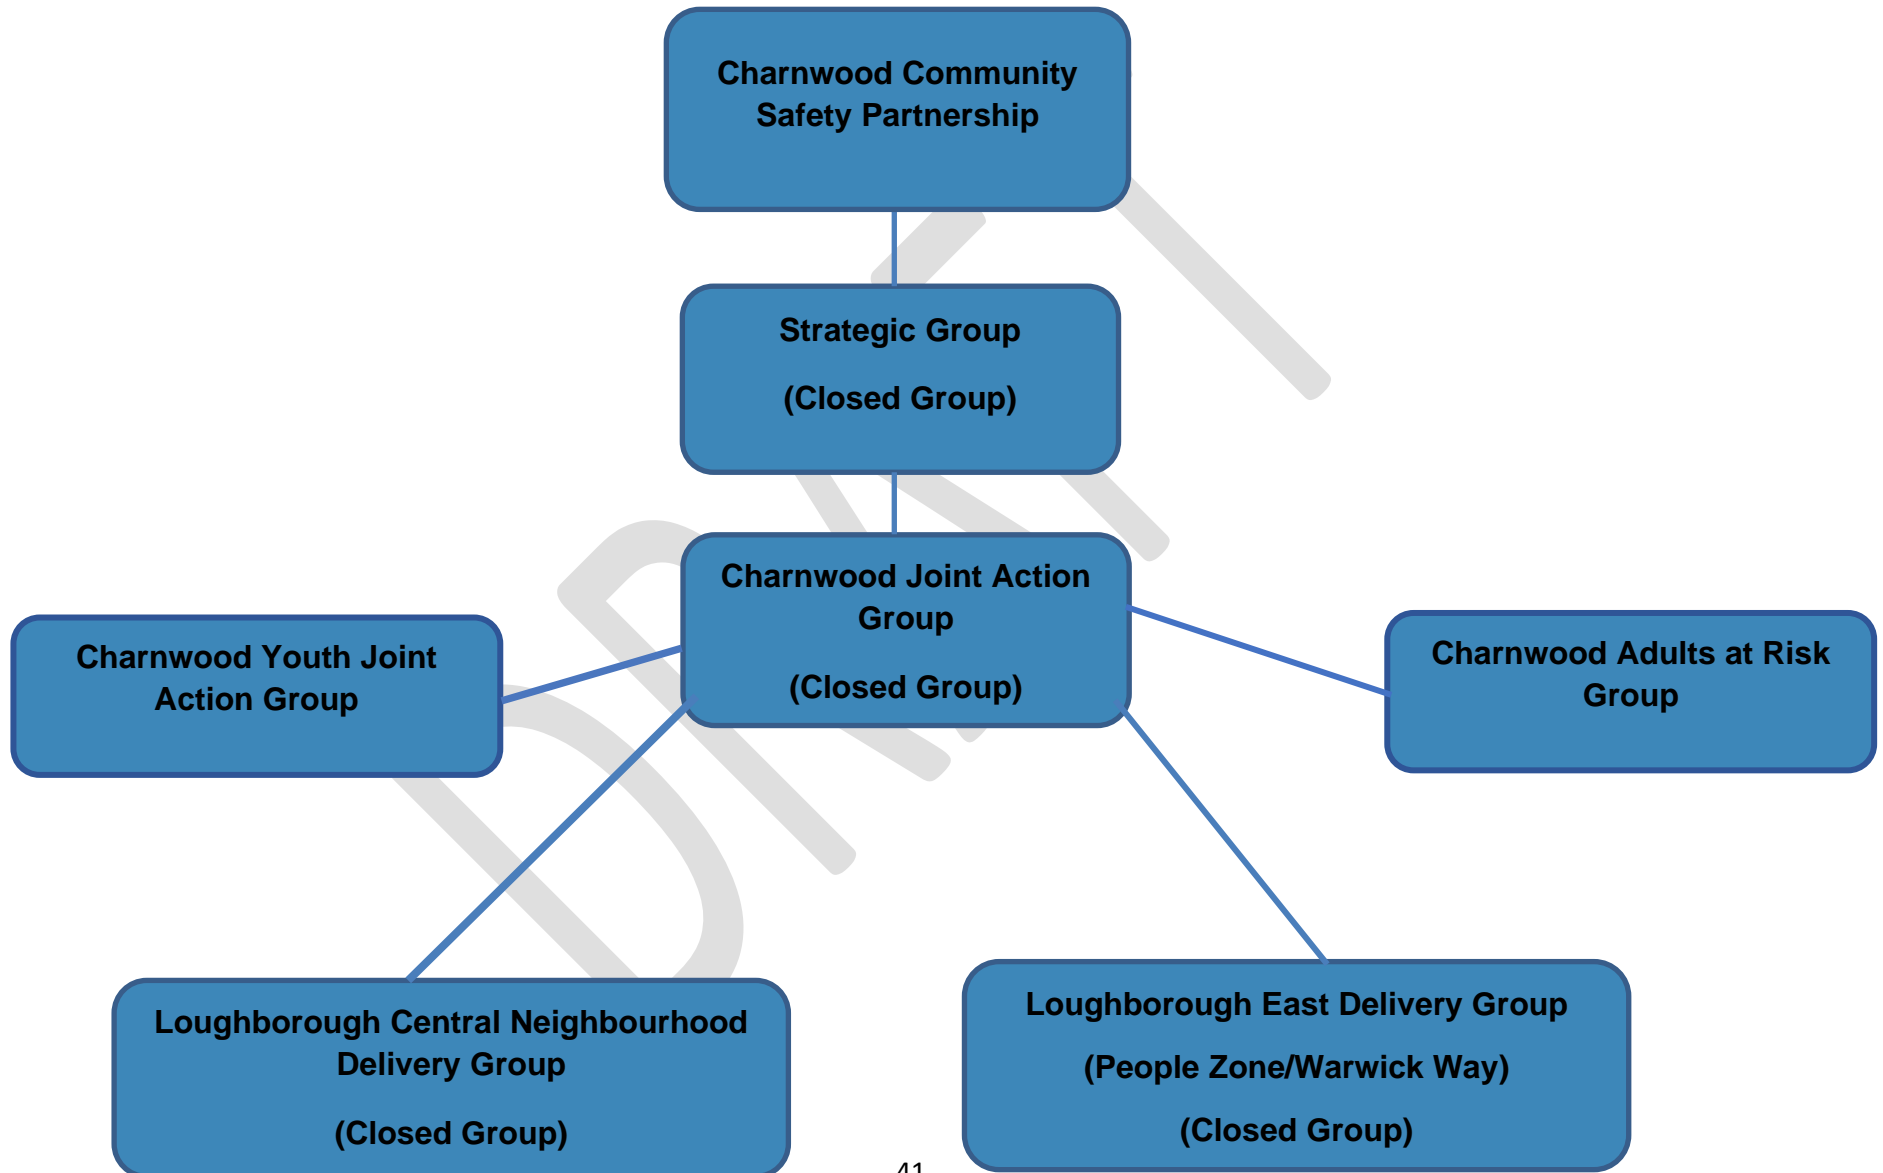 Charnwood Community
Safety Partnership
Strategic Group
(Closed Group)
Charnwood Joint Action
Group
(Closed Group)
Charnwood Youth Joint
Action Group
Charnwood Adults at Risk
Group
Loughborough Central Neighbourhood
Delivery Group
(Closed Group)
Loughborough East Delivery Group
(People Zone/Warwick Way)
(Closed Group)
DRAFT
41